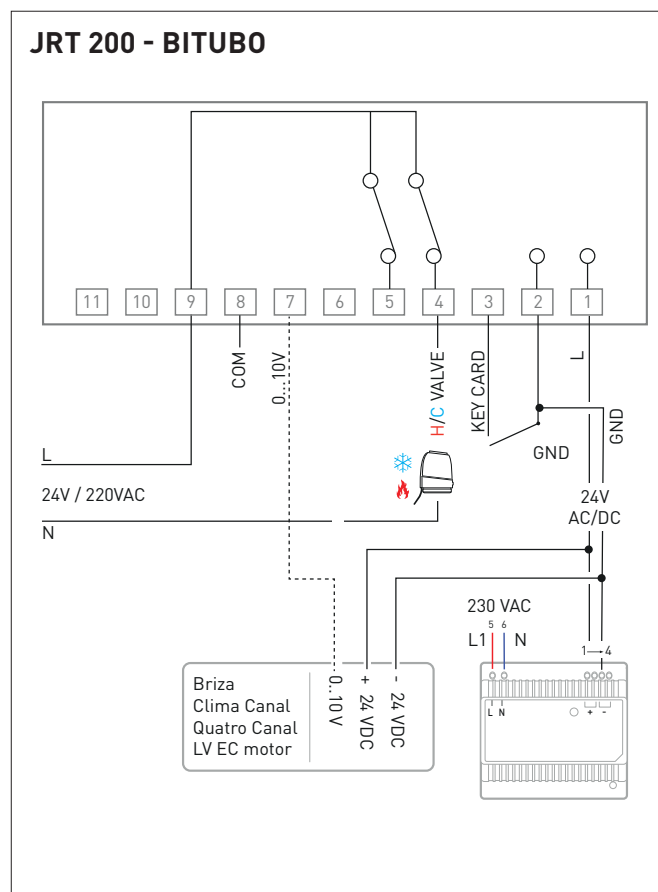 JRT 200 - BITUBO
11 10 9 8 7 6 5 4 3 2 1
COM
0...10V
H/C VALVE
KEY CARD
L
GND
GND
L
24V / 220VAC
N
24V
AC/DC
230 VAC
5 6
L1 N
1→4
L N + -
Briza
Clima Canal
Quatro Canal
LV EC motor
0..10 V
+ 24 VDC
- 24 VDC